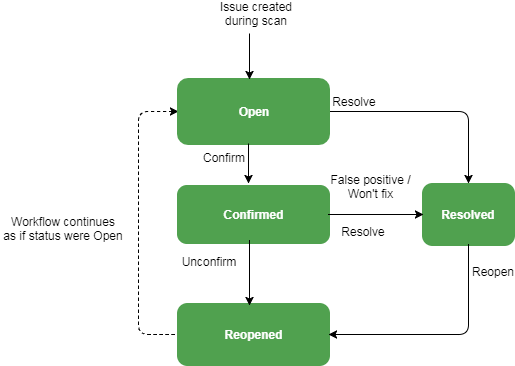 Issue created
during scan
Open
Resolve
Confirm
False positive /
Won't fix
Confirmed
Resolved
Resolve
Workflow continues
as if status were Open
Unconfirm
Reopen
Reopened